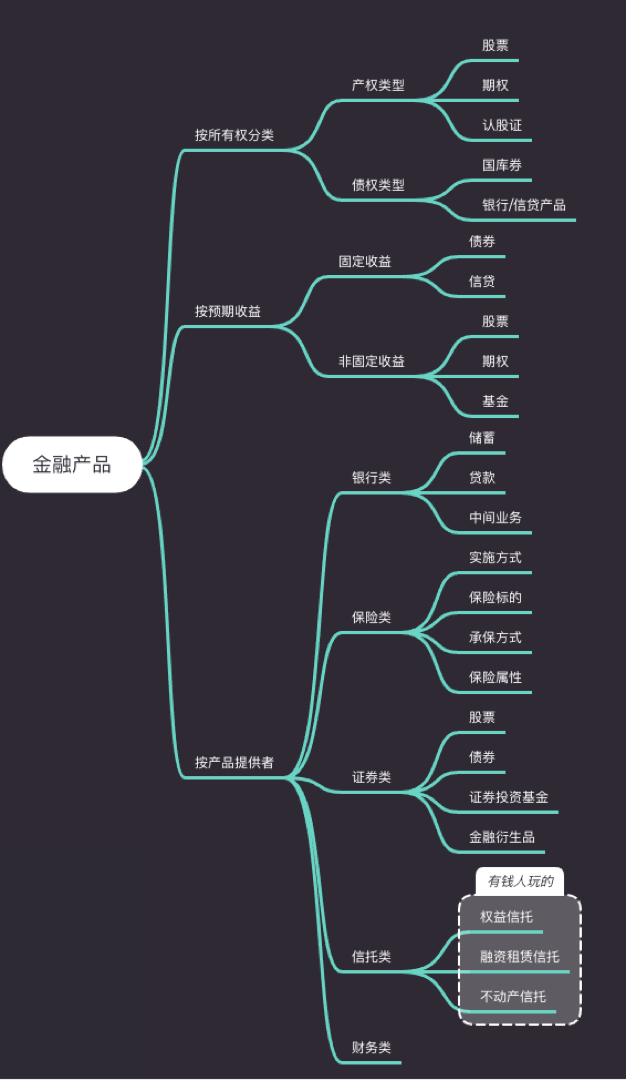 金融产品
按所有权分类
产权类型
股票
期权
认股证
债权类型
国库券
银行/信贷产品
按预期收益
固定收益
债券
信贷
非固定收益
股票
期权
基金
按产品提供者
银行类
储蓄
贷款
中间业务
保险类
实施方式
保险标的
承保方式
保险属性
证券类
股票
债券
证券投资基金
金融衍生品
信托类
有钱人玩的
权益信托
融资租赁信托
不动产信托
财务类